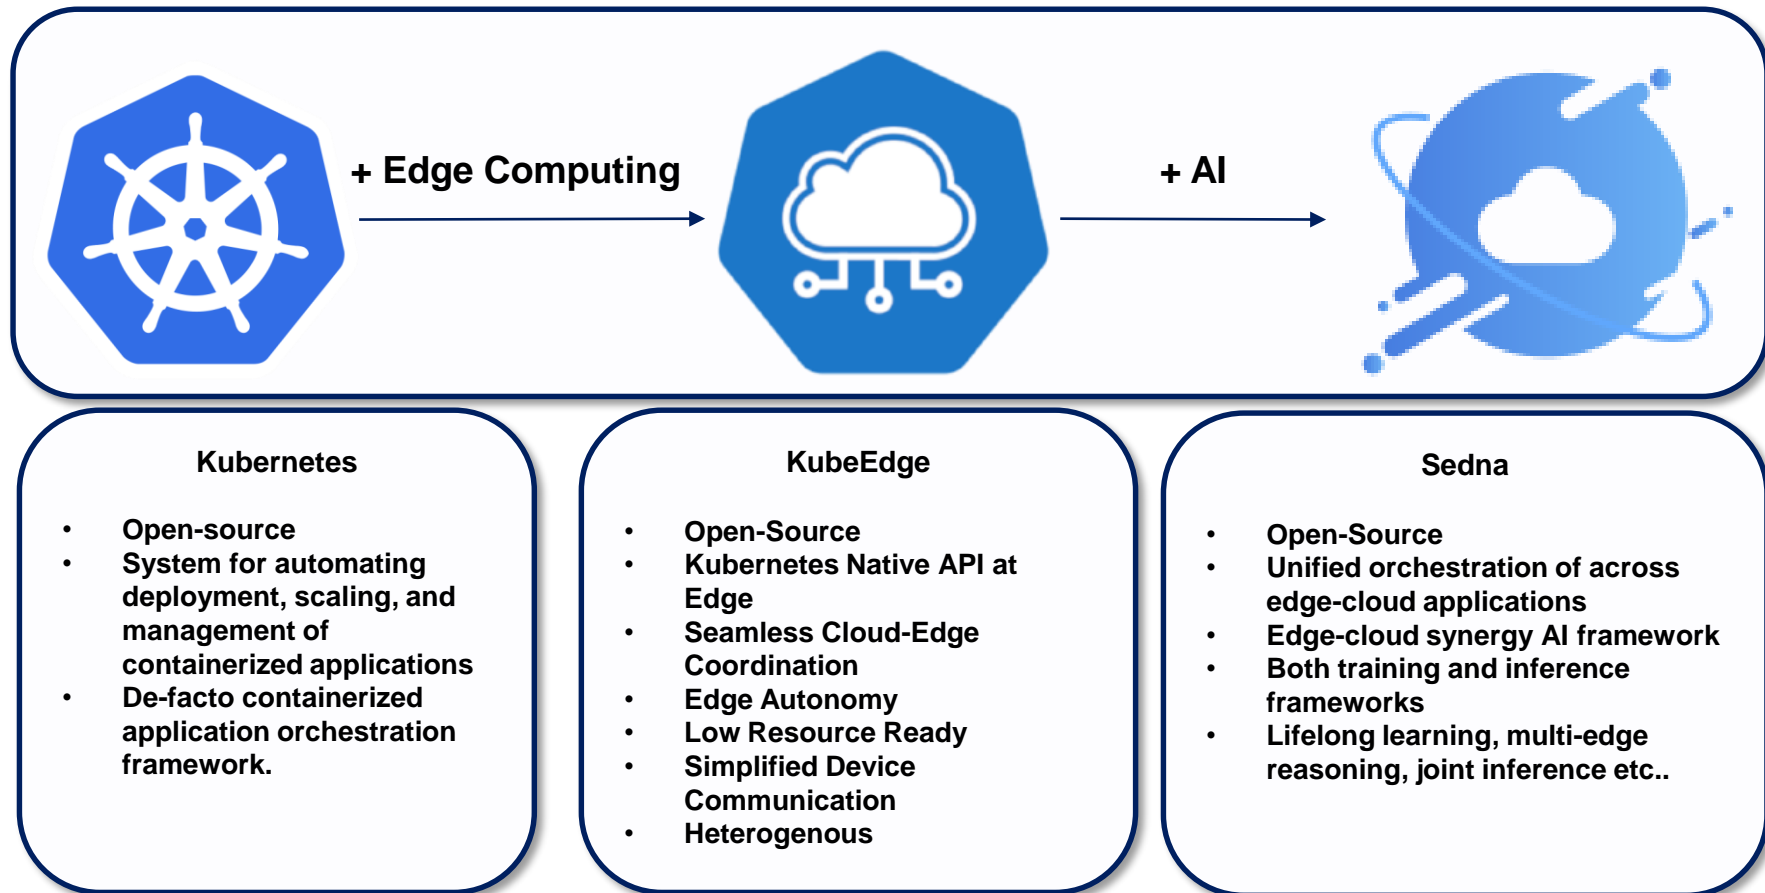 + Edge Computing
+ AI
Kubernetes
• Open-source
• System for automating
deployment, scaling, and
management of
containerized applications
• De-facto containerized
application orchestration
framework.
KubeEdge
• Open-Source
• Kubernetes Native API at
Edge
• Seamless Cloud-Edge
Coordination
• Edge Autonomy
• Low Resource Ready
• Simplified Device
Communication
• Heterogenous
Sedna
• Open-Source
• Unified orchestration of across
edge-cloud applications
• Edge-cloud synergy AI framework
• Both training and inference
frameworks
• Lifelong learning, multi-edge
reasoning, joint inference etc..